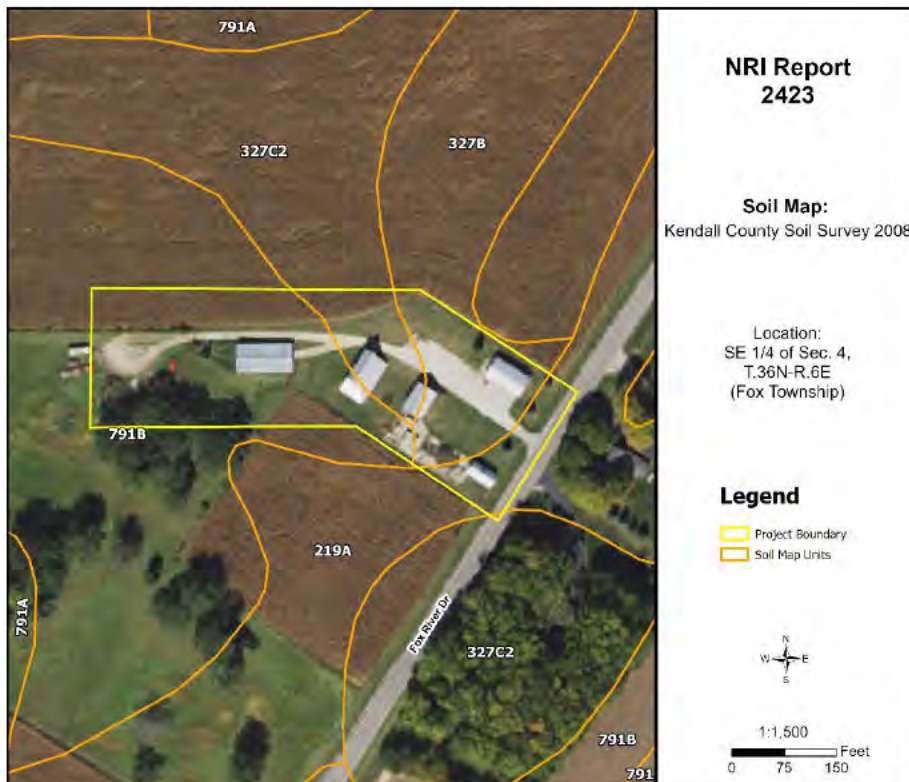 791A
327C2
327B
791B
219A
791A
Fox River Dr
327C2
791B
791
NRI Report
2423
Soil Map:
Kendall County Soil Survey 2008
Location:
SE 1/4 of Sec. 4,
T.36N-R.6E
(Fox Township)
Legend
Project Boundary
Soil Map Units
N
W E
S
1:1,500
Feet
0 75 150